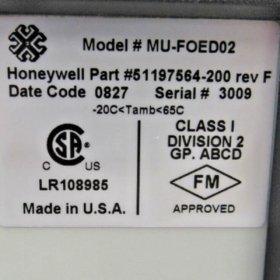 Model # MU-FOED02
Honeywell Part #51197564-200 rev F
Date Code 0827 Serial # 3009
-20C<Tamb<65C
CLASS I
DIVISION 2
GP. ABCD
C SA US
LR108985
FM
Made in U.S.A.
APPROVED